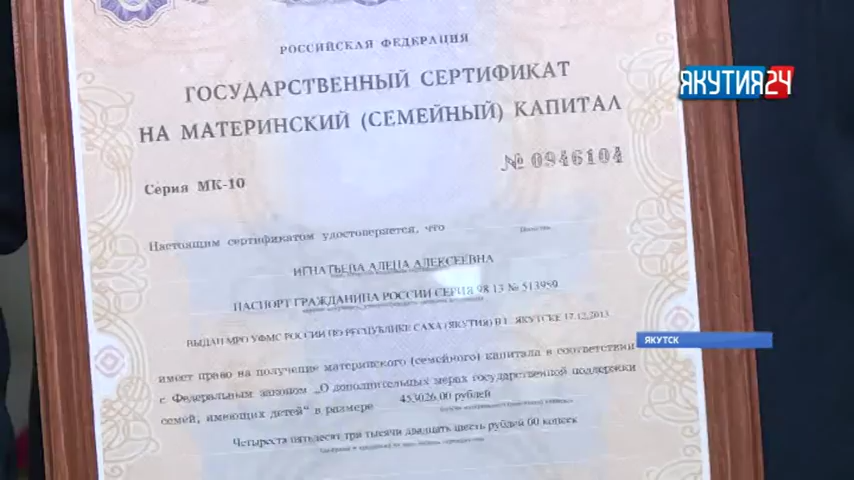 РОССИЙСКАЯ ФЕДЕРАЦИЯ
ГОСУДАРСТВЕННЫЙ СЕРТИФИКАТ
НА МАТЕРИНСКИЙ (СЕМЕЙНЫЙ) КАПИТАЛ
ЯКУТИЯ24
№ 0946104
Серия МК-10
Настоящим сертификатом удостоверяется, что
ИГНАТЬЕВА АЛЕНА АЛЕКСЕЕВНА
ПАСПОРТ ГРАЖДАНИНА РОССИИ СЕРИЯ 98 13 № 513959
ВЫДАН МРО УФМС РОССИИ ПО РЕСПУБЛИКЕ САХА (ЯКУТИЯ) В Г. ЯКУТСКЕ 17.12.2013
ЯКУТСК
имеет право на получение материнского (семейного) капитала в соответствии
с Федеральным законом „О дополнительных мерах государственной поддержки
семей, имеющих детей“ в размере 453026.00 рублей
Четыреста пятьдесят три тысячи двадцать шесть рублей 00 копеек